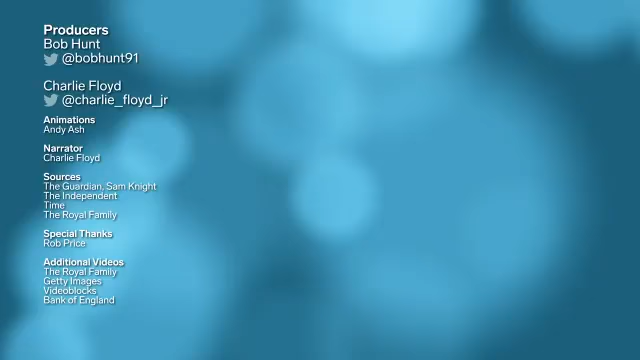 Producers
Bob Hunt
@bobhunt91
Charlie Floyd
@charlie_floyd_jr
Animations
Andy Ash
Narrator
Charlie Floyd
Sources
The Guardian, Sam Knight
The Independent
Time
The Royal Family
Special Thanks
Rob Price
Additional Videos
The Royal Family
Getty Images
Videoblocks
Bank of England